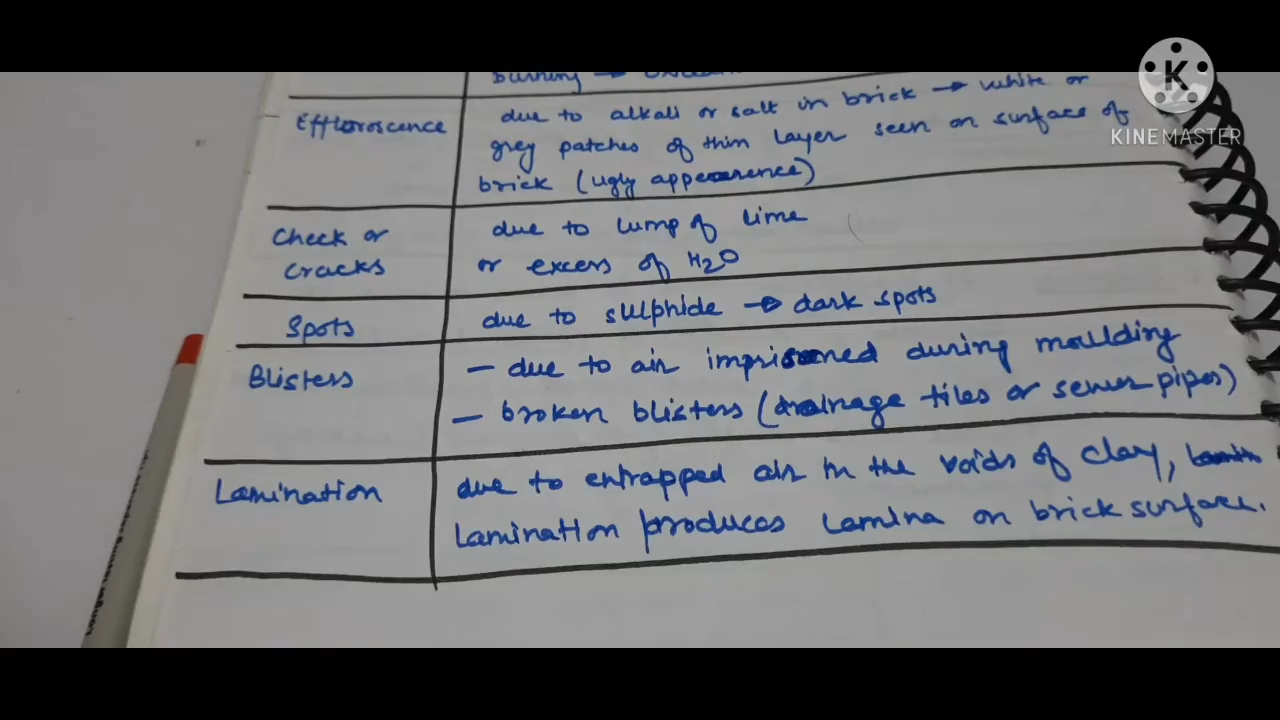 burning →
Effloroscence
due to alkali or salt in brick → white or
grey patches of thin layer seen on surface of
brick (ugly appearence)
Check or
Cracks
due to lump of lime
or excess of H2O
Spots
due to sulphide → dark spots
Blisters
- due to air imprisoned during moulding
- broken blisters (drainage tiles or sewer pipes)
Lamination
due to entrapped air in the voids of clay,
Lamination produces Lamina on brick surface.
K
KINEMASTER